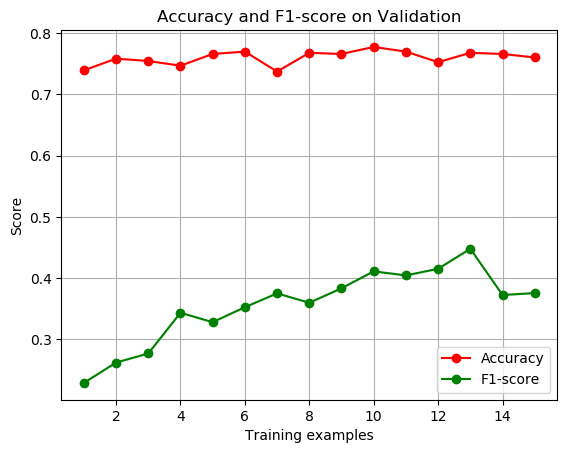 Accuracy and F1-score on Validation
0.8
0.7
0.6
0.5
0.4
0.3
Score
Accuracy
F1-score
2 4 6 8 10 12 14
Training examples